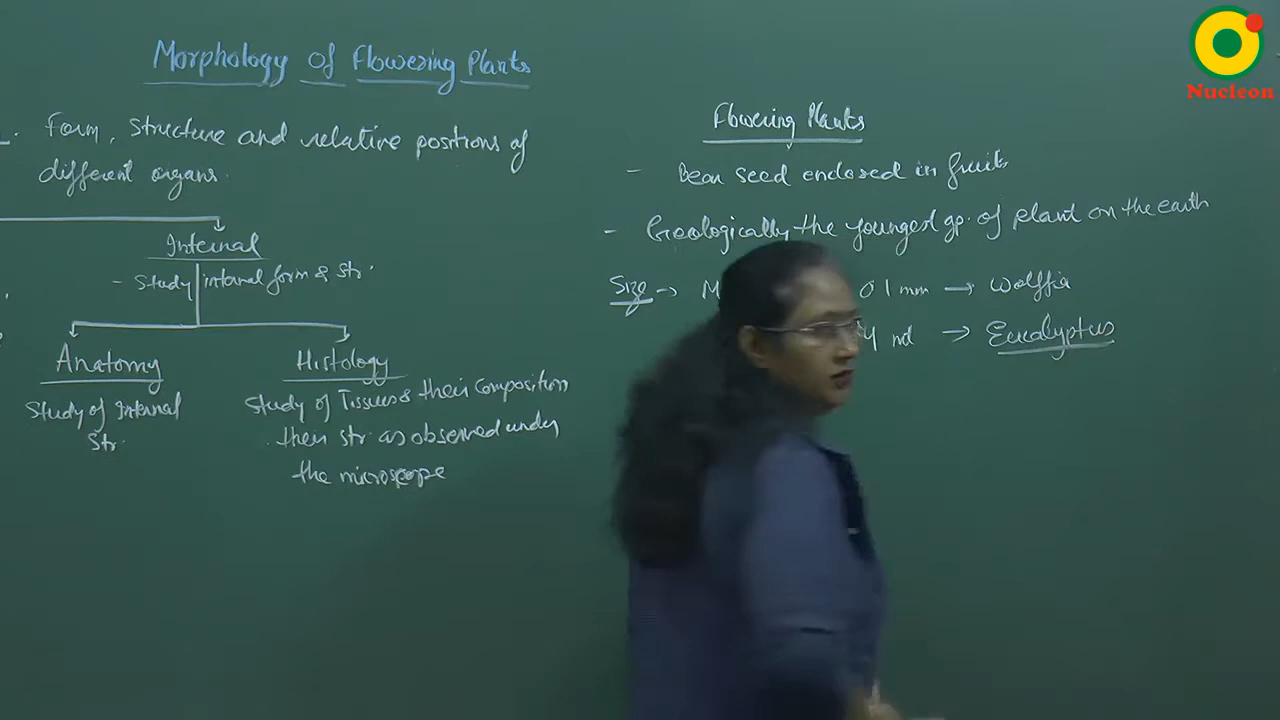 Morphology of Flowering Plants
Form, Structure and relative positions of
different organs.
Internal
- Study internal form & str.
Anatomy
Study of Internal
Str.
Histology
Study of Tissues & their composition
their str. as observed under
the microscope
Flowering Plants
- Bear seed enclosed in fruits
- Geologically the youngest gp. of plant on the earth
Size → M 0.1 mm → Wolffia
→ Eucalyptus
Nucleon